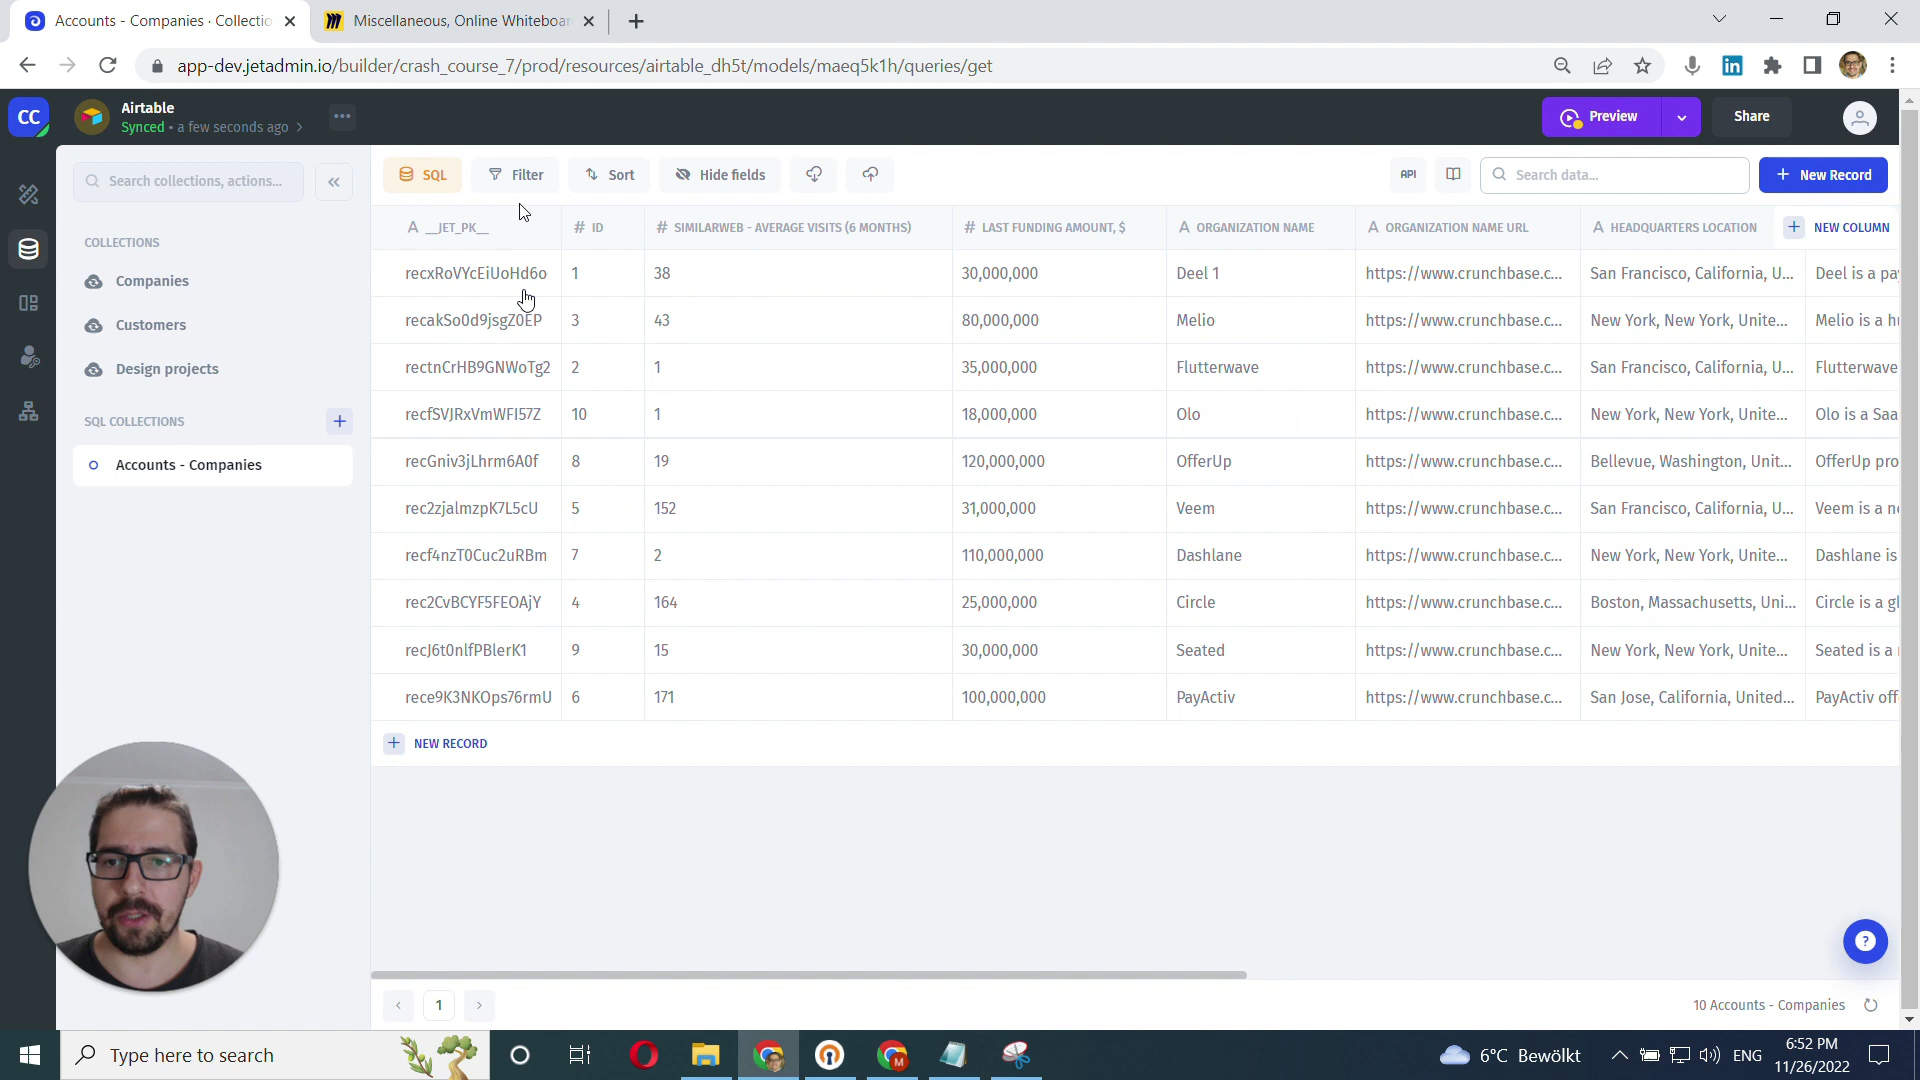 Accounts - Companies · Collectio
Miscellaneous, Online Whiteboar
app-dev.jetadmin.io/builder/crash_course_7/prod/resources/airtable_dh5t/models/maeq5k1h/queries/get
CC
Airtable
Synced • a few seconds ago
Preview
Share
Search collections, actions...
SQL
Filter
Sort
Hide fields
API
Search data...
New Record
COLLECTIONS
Companies
Customers
Design projects
SQL COLLECTIONS
Accounts - Companies
A __JET_PK__ # ID # SIMILARWEB - AVERAGE VISITS (6 MONTHS) # LAST FUNDING AMOUNT, $ A ORGANIZATION NAME A ORGANIZATION NAME URL A HEADQUARTERS LOCATION + NEW COLUMN
recxRoVYcEiUoHd6o 1 38 30,000,000 Deel 1 https://www.crunchbase.c... San Francisco, California, U... Deel is a pa
recakSo0d9jsgZ0EP 3 43 80,000,000 Melio https://www.crunchbase.c... New York, New York, Unite... Melio is a
rectnCrHB9GNWoTg2 2 1 35,000,000 Flutterwave https://www.crunchbase.c... San Francisco, California, U... Flutterwave
recfSVJRxVmWFI57Z 10 1 18,000,000 Olo https://www.crunchbase.c... New York, New York, Unite... Olo is a Saa
recGniv3jLhrm6A0f 8 19 120,000,000 OfferUp https://www.crunchbase.c... Bellevue, Washington, Unit... OfferUp pro
rec2zjalmzpK7L5cU 5 152 31,000,000 Veem https://www.crunchbase.c... San Francisco, California, U... Veem is a
recf4nzT0Cuc2uRBm 7 2 110,000,000 Dashlane https://www.crunchbase.c... New York, New York, Unite... Dashlane is
rec2CvBCYF5FEOAjY 4 164 25,000,000 Circle https://www.crunchbase.c... Boston, Massachusetts, Uni... Circle is a gl
recJ6t0nlfPBlerK1 9 15 30,000,000 Seated https://www.crunchbase.c... New York, New York, Unite... Seated is a
rece9K3NKOps76rmU 6 171 100,000,000 PayActiv https://www.crunchbase.c... San Jose, California, United... PayActiv off
+ NEW RECORD
1
10 Accounts - Companies
Type here to search
6°C Bewölkt
ENG
6:52 PM
11/26/2022